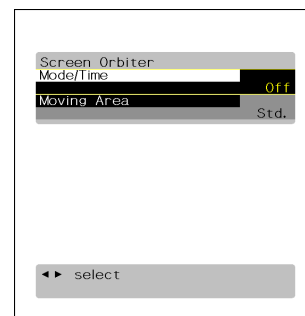 Screen Orbiter
Mode/Time
Off
Moving Area
Std.
◄► select